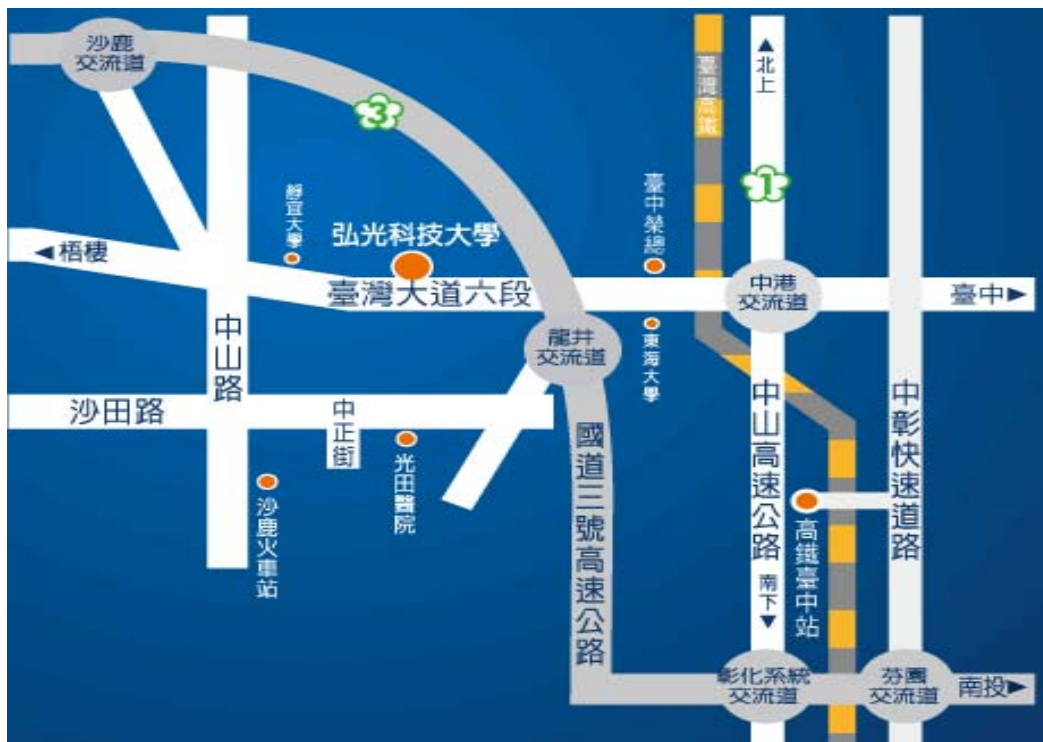 沙鹿
交流道
3
臺灣高鐵
北上
1
靜宜大學
弘光科技大學
臺中榮總
梧棲
臺灣大道六段
中港
交流道
臺中
中山路
龍井
交流道
東海大學
沙田路
中正街
光田醫院
沙鹿火車站
國道三號高速公路
中山高速公路
中彰快速道路
高鐵臺中站
南下
彰化系統
交流道
芬園
交流道
南投